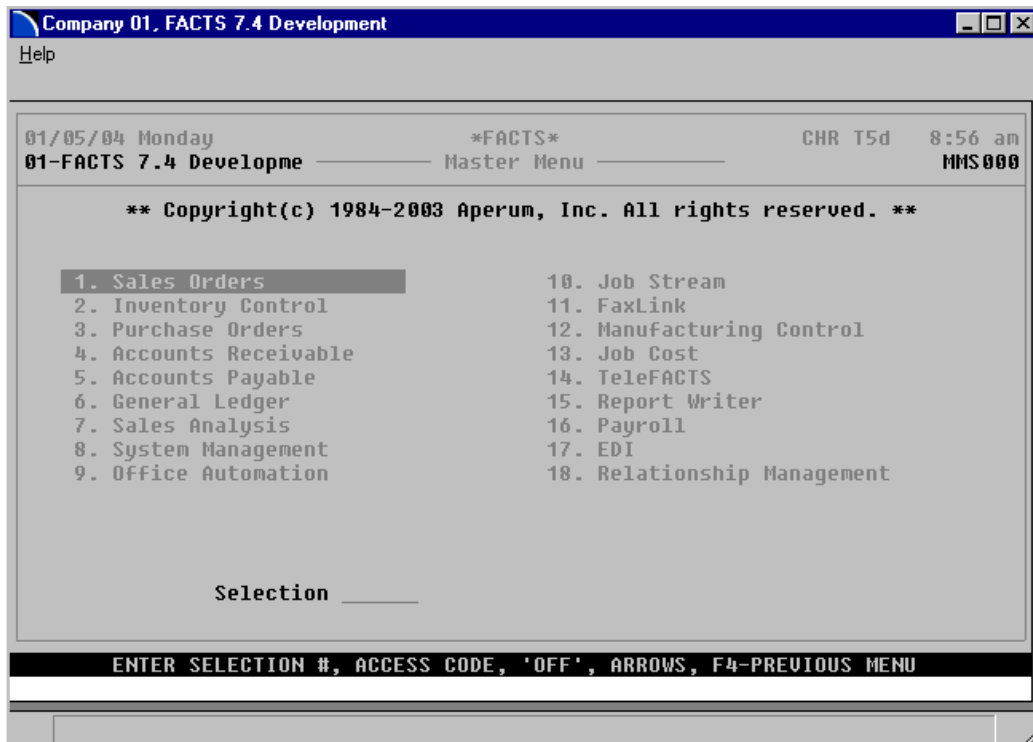 Company 01, FACTS 7.4 Development
Help
01/05/04 Monday *FACTS* CHR T5d 8:56 am
01-FACTS 7.4 Developme Master Menu MMS000
** Copyright(c) 1984-2003 Aperum, Inc. All rights reserved. **
1. Sales Orders
2. Inventory Control
3. Purchase Orders
4. Accounts Receivable
5. Accounts Payable
6. General Ledger
7. Sales Analysis
8. System Management
9. Office Automation
10. Job Stream
11. FaxLink
12. Manufacturing Control
13. Job Cost
14. TeleFACTS
15. Report Writer
16. Payroll
17. EDI
18. Relationship Management
Selection ______
ENTER SELECTION #, ACCESS CODE, 'OFF', ARROWS, F4-PREVIOUS MENU